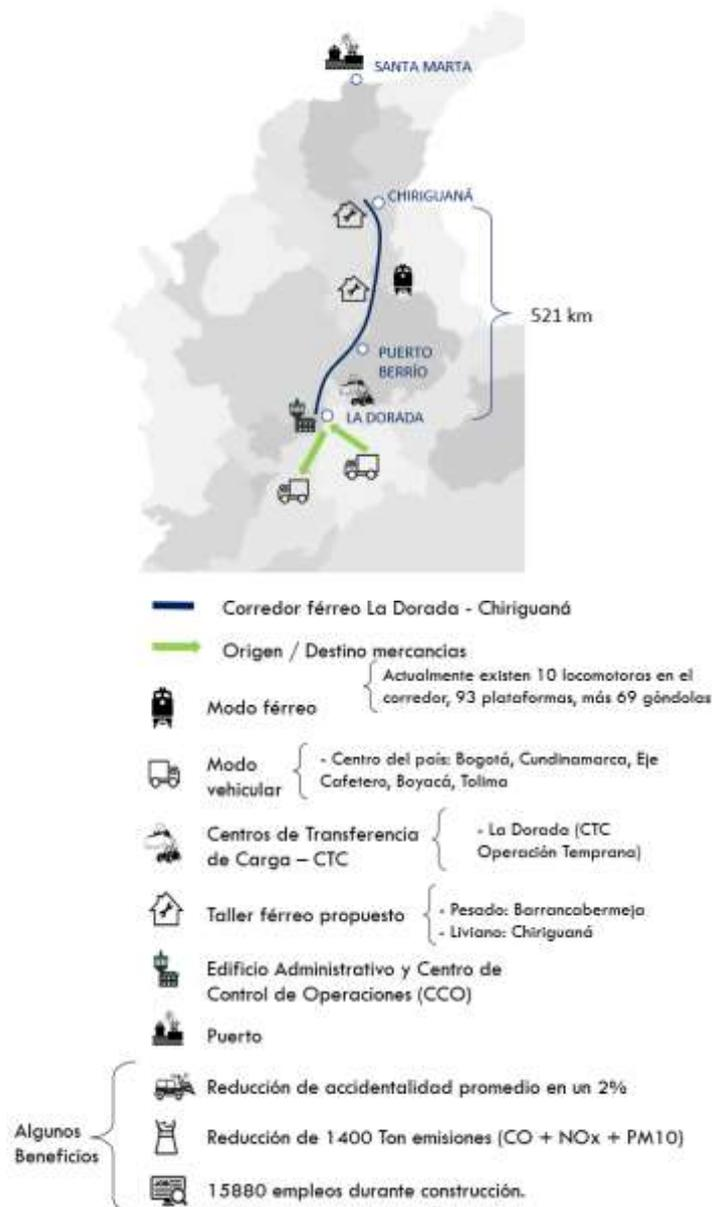 SANTA MARTA
CHIRIGUANÁ
521 km
PUERTO
BERRÍO
LA DORADA
Corredor férreo La Dorada - Chiriguaná
Origen / Destino mercancias
Modo férreo
Actualmente existen 10 locomotoras en el
corredor, 93 plataformas, más 69 góndolas
Modo
vehicular
- Centro del país: Bogotá, Cundinamarca, Eje
Cafetero, Boyacá, Tolima
Centros de Transferencia
de Carga – CTC
- La Dorada (CTC
Operación Temprana)
Taller férreo propuesto
- Pesado: Barrancabermeja
- Liviano: Chiriguaná
Edificio Administrativo y Centro de
Control de Operaciones (CCO)
Puerto
Algunos
Beneficios
Reducción de accidentalidad promedio en un 2%
Reducción de 1400 Ton emisiones (CO + NOx + PM10)
15880 empleos durante construcción.